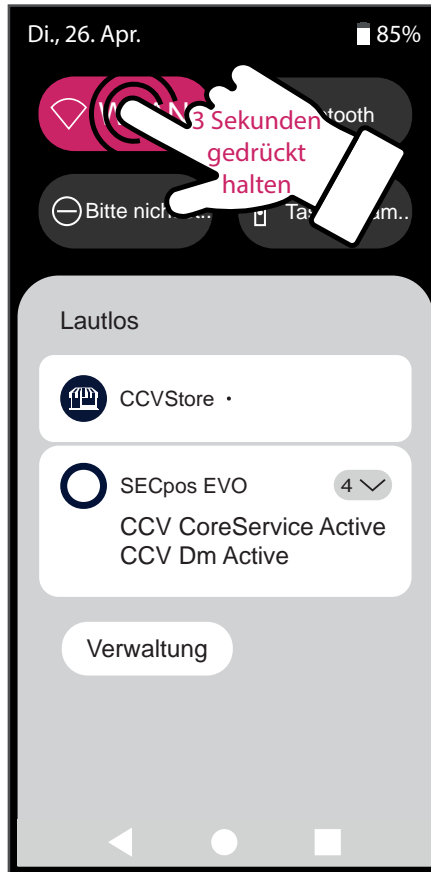 Di., 26. Apr. 85%
3 Sekunden
gedrückt
halten
Bitte
Lautlos
CCVStore ·
SECpos EVO 4
CCV CoreService Active
CCV Dm Active
Verwaltung